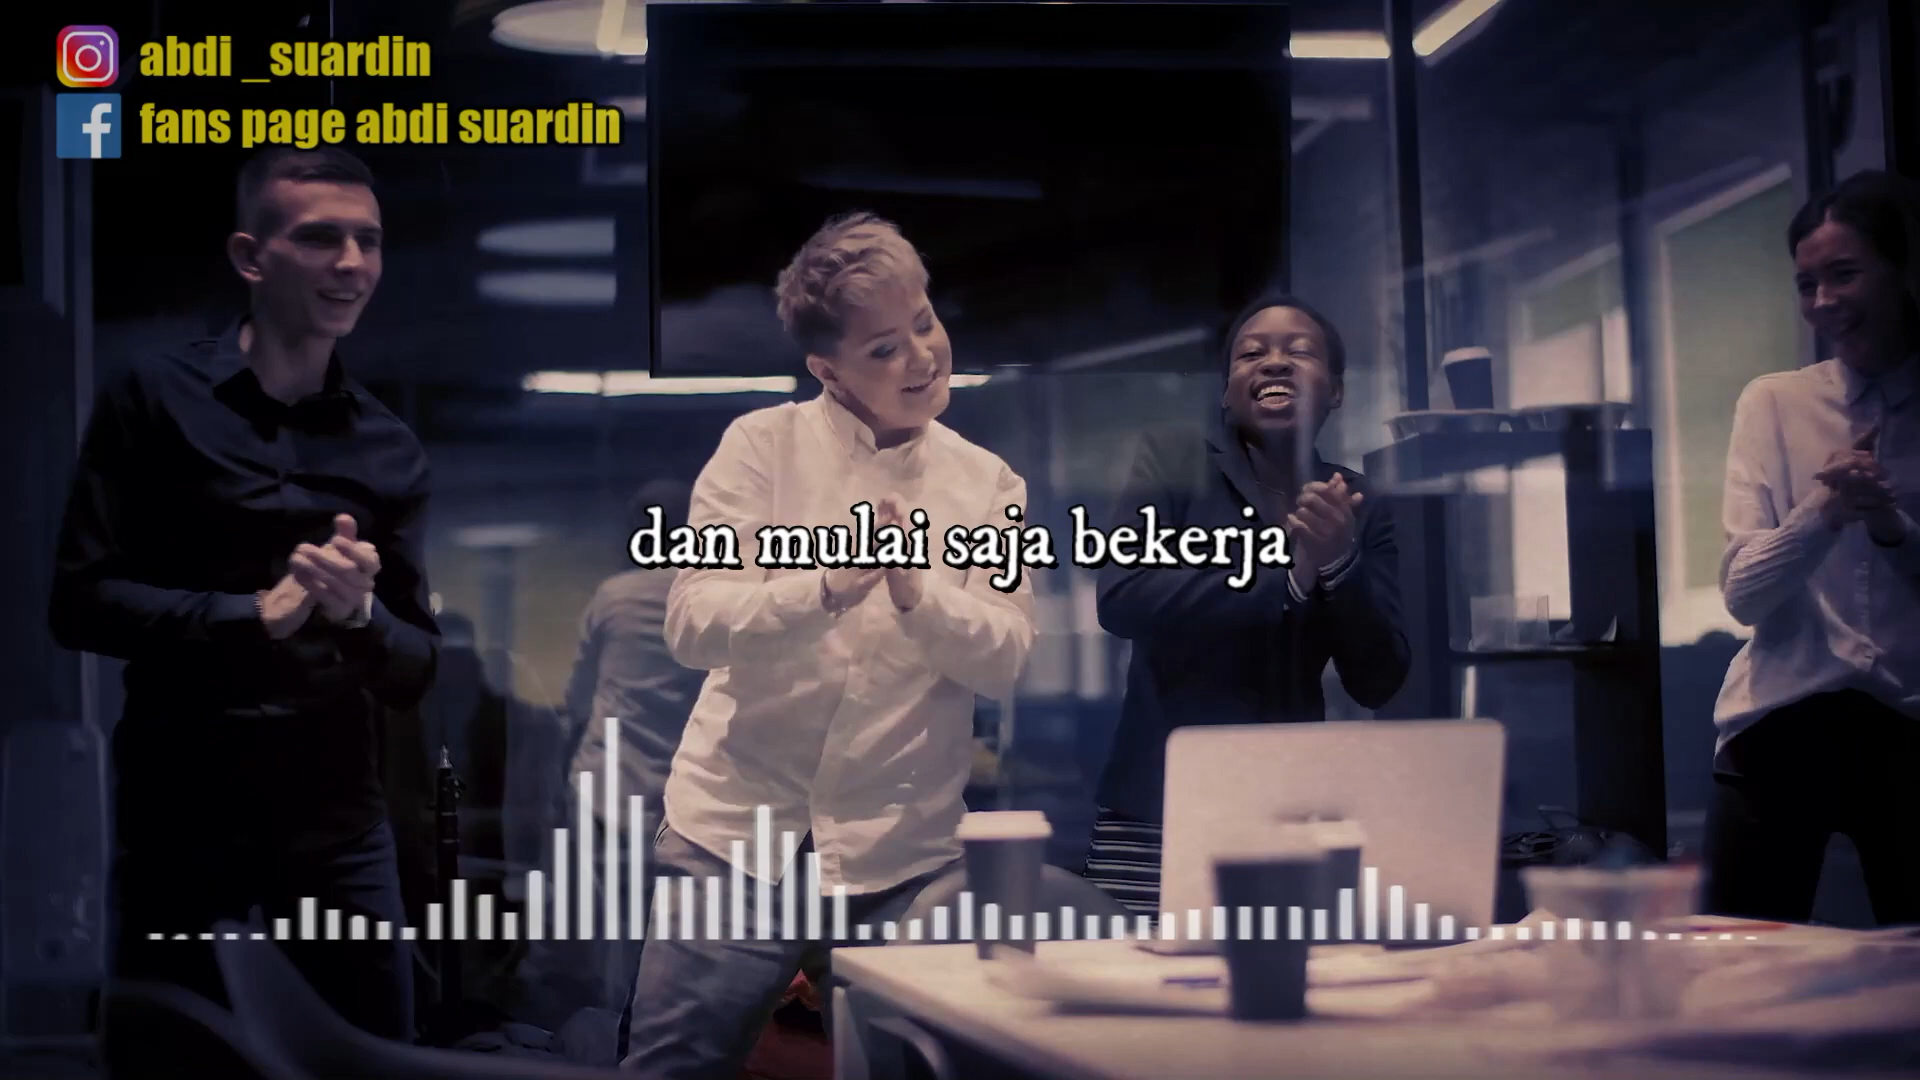 abdi _suardin
fans page abdi suardin
dan mulai saja bekerja